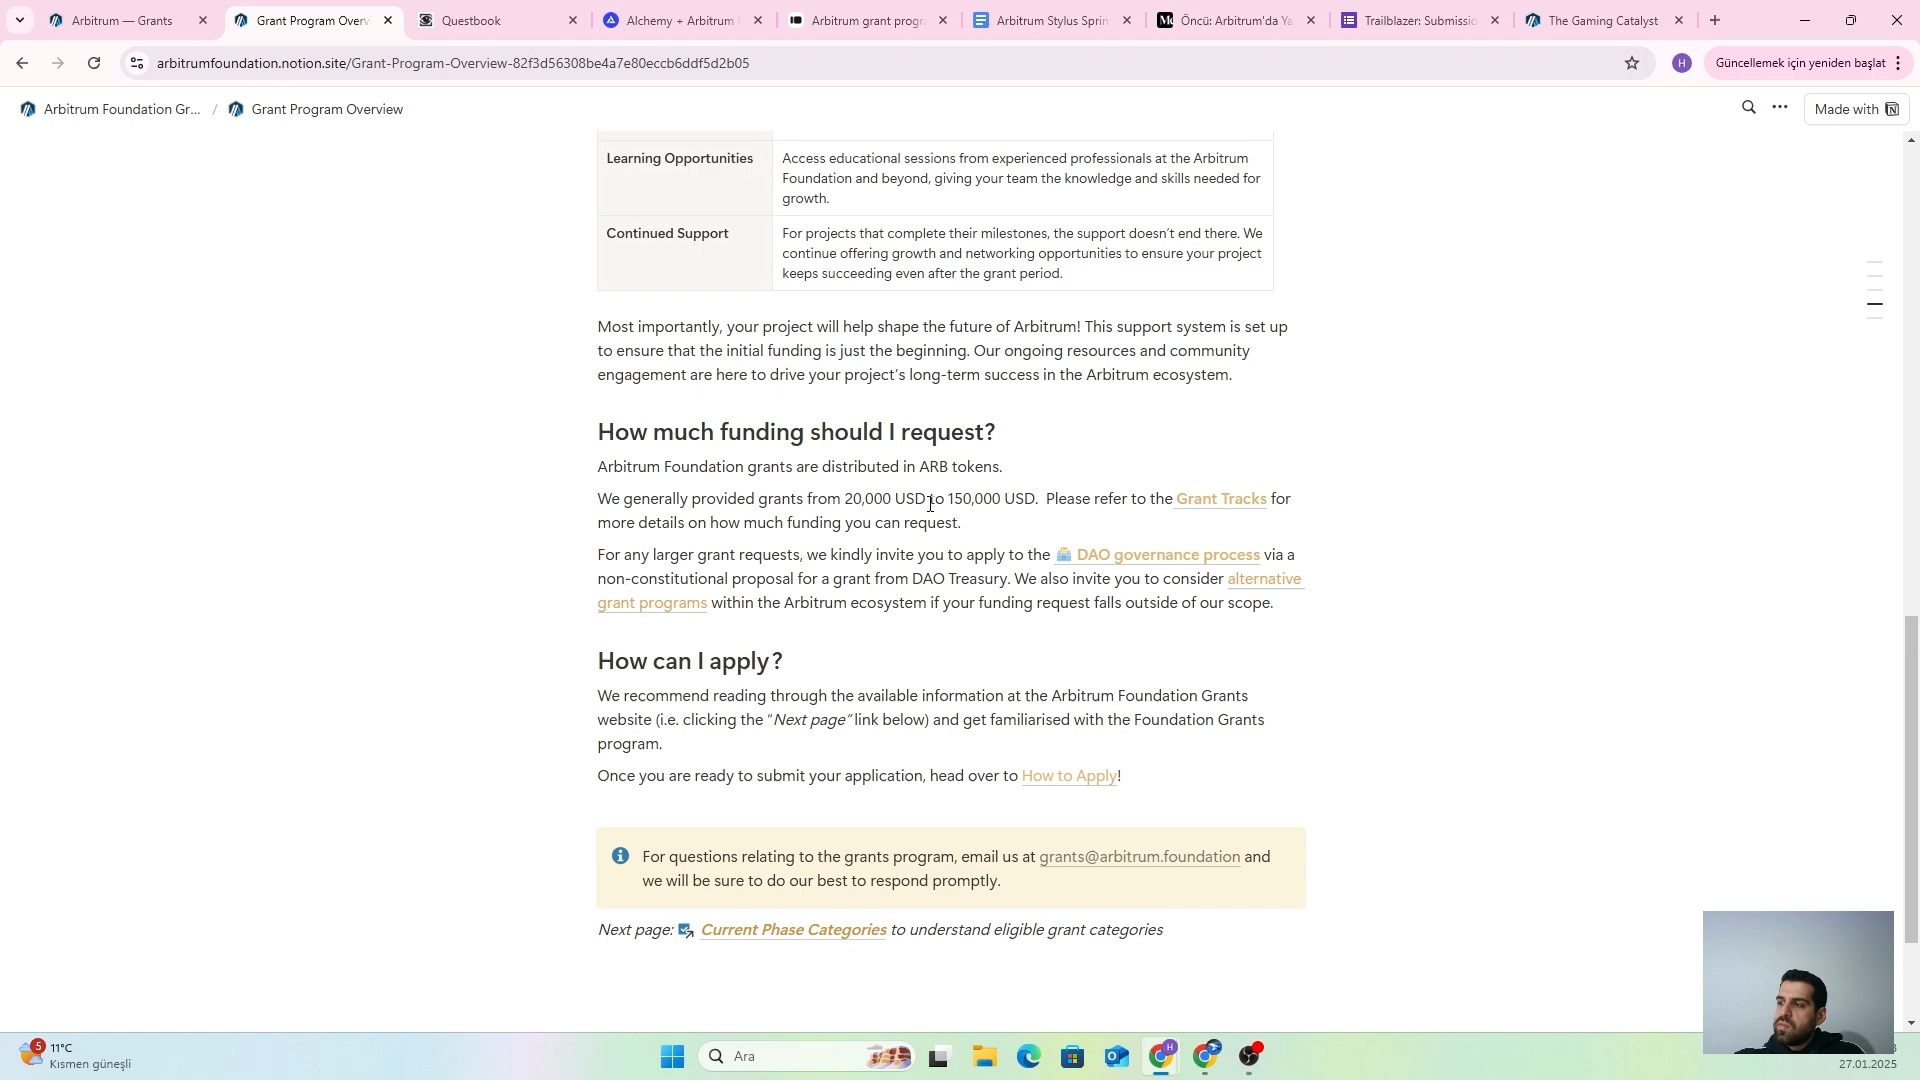 Arbitrum — Grants
Grant Program Over
Questbook
Alchemy + Arbitrum
Arbitrum grant progr
Arbitrum Stylus Sprin
Öncü: Arbitrum'da Ya
Trailblazer: Submissio
The Gaming Catalyst
arbitrumfoundation.notion.site/Grant-Program-Overview-82f3d56308be4a7e80eccb6ddf5d2b05
H
Güncellemek için yeniden başlat
Arbitrum Foundation Gr... / Grant Program Overview
Made with
Learning Opportunities
Access educational sessions from experienced professionals at the Arbitrum
Foundation and beyond, giving your team the knowledge and skills needed for
growth.
Continued Support
For projects that complete their milestones, the support doesn't end there. We
continue offering growth and networking opportunities to ensure your project
keeps succeeding even after the grant period.
Most importantly, your project will help shape the future of Arbitrum! This support system is set up
to ensure that the initial funding is just the beginning. Our ongoing resources and community
engagement are here to drive your project's long-term success in the Arbitrum ecosystem.
How much funding should I request?
Arbitrum Foundation grants are distributed in ARB tokens.
We generally provided grants from 20,000 USD to 150,000 USD. Please refer to the Grant Tracks for
more details on how much funding you can request.
For any larger grant requests, we kindly invite you to apply to the DAO governance process via a
non-constitutional proposal for a grant from DAO Treasury. We also invite you to consider alternative
grant programs within the Arbitrum ecosystem if your funding request falls outside of our scope.
How can I apply?
We recommend reading through the available information at the Arbitrum Foundation Grants
website (i.e. clicking the "Next page" link below) and get familiarised with the Foundation Grants
program.
Once you are ready to submit your application, head over to How to Apply!
For questions relating to the grants program, email us at grants@arbitrum.foundation and
we will be sure to do our best to respond promptly.
Next page: Current Phase Categories to understand eligible grant categories
5
11°C
Kısmen güneşli
Ara
27.01.2025